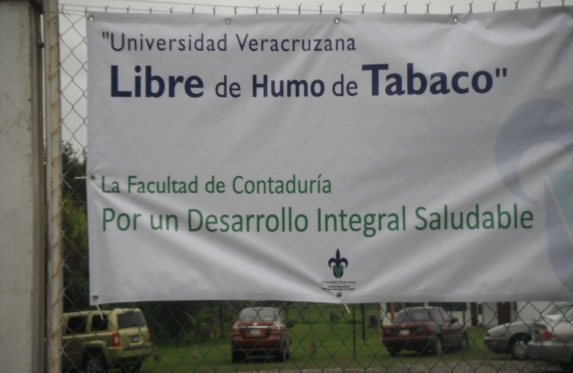 "Universidad Veracruzana
Libre de Humo de Tabaco"
La Facultad de Contaduría
Por un Desarrollo Integral Saludable